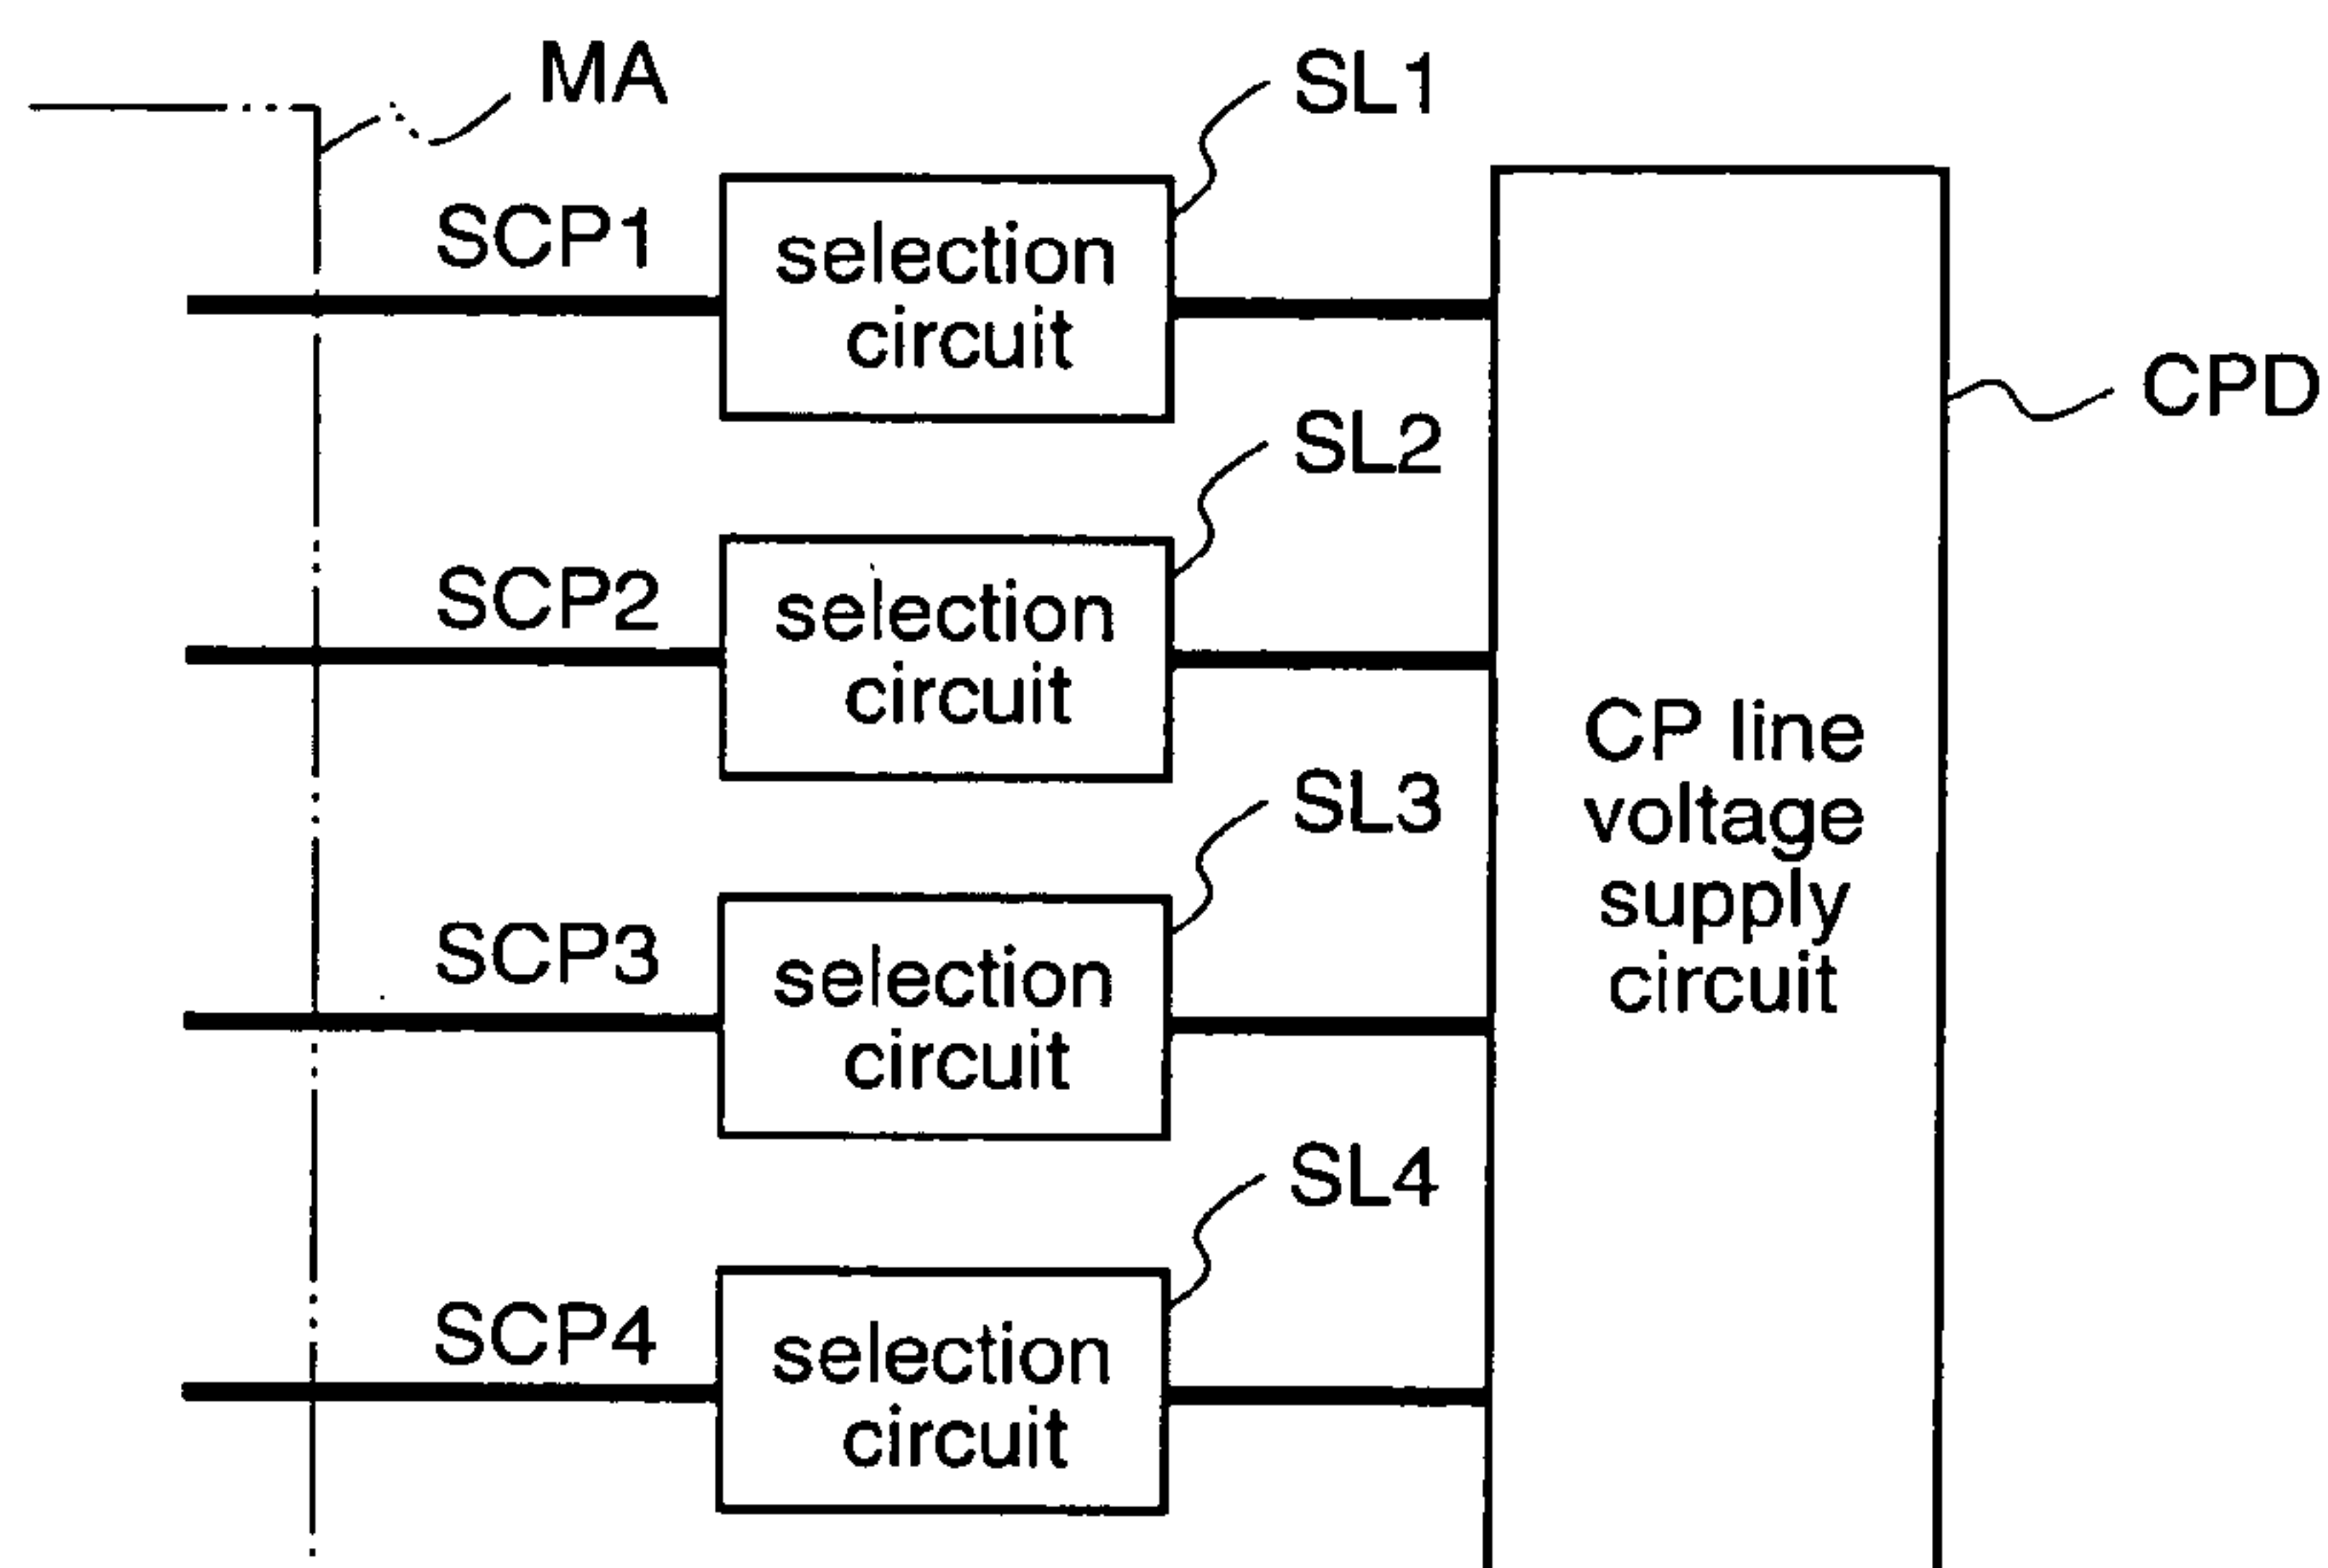 MA
SL1
SCP1
selection
circuit
CPD
SL2
SCP2
selection
circuit
CP line
voltage
supply
circuit
SL3
SCP3
selection
circuit
SL4
SCP4
selection
circuit